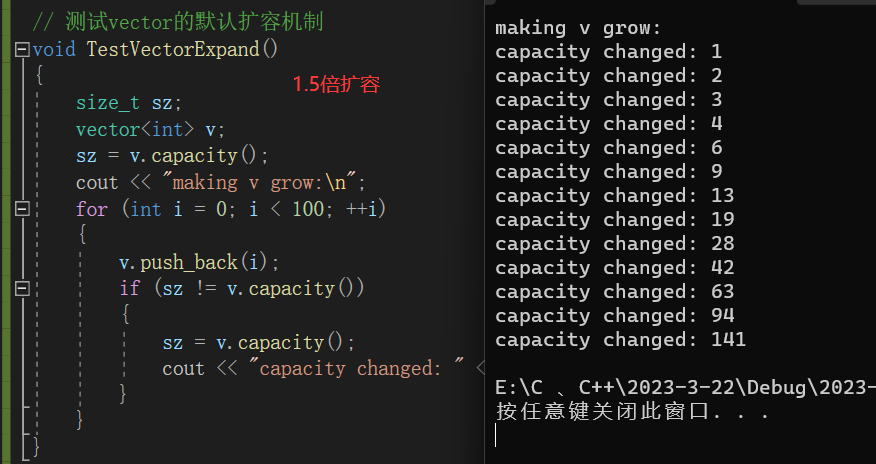 // 测试vector的默认扩容机制
void TestVectorExpand()
{
1.5倍扩容
size_t sz;
vector<int> v;
sz = v.capacity();
cout << "making v grow:\n";
for (int i = 0; i < 100; ++i)
{
v.push_back(i);
if (sz != v.capacity())
{
sz = v.capacity();
cout << "capacity changed: " <
}
}
}
making v grow:
capacity changed: 1
capacity changed: 2
capacity changed: 3
capacity changed: 4
capacity changed: 6
capacity changed: 9
capacity changed: 13
capacity changed: 19
capacity changed: 28
capacity changed: 42
capacity changed: 63
capacity changed: 94
capacity changed: 141
E:\C 、C++\2023-3-22\Debug\2023-
按任意键关闭此窗口. . .